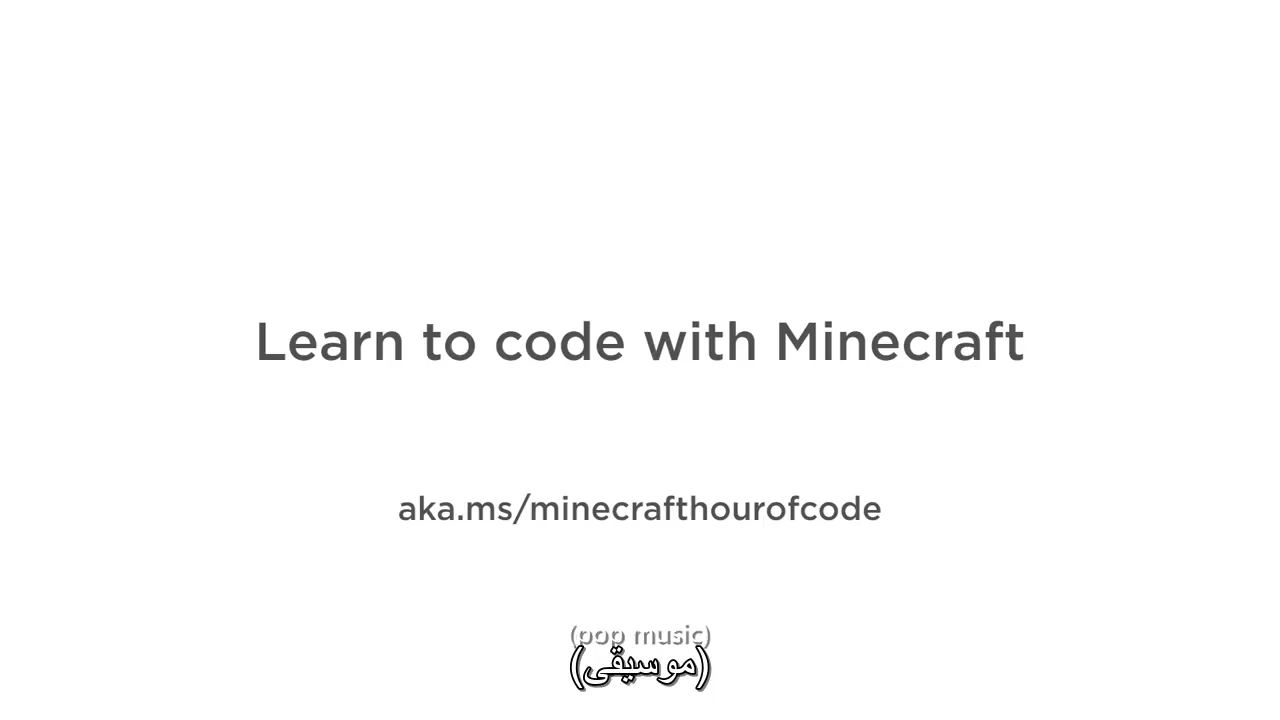 Learn to code with Minecraft
aka.ms/minecrafthourofcode
(pop music)
(موسيقى)